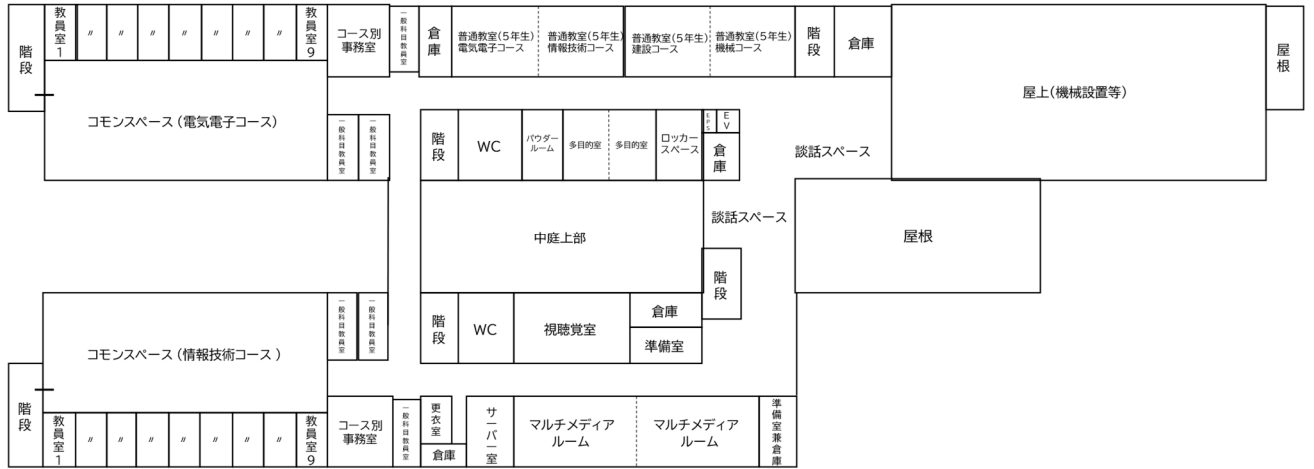 階段
教員室1
〃
〃
〃
〃
〃
〃
〃
教員室9
コース別
事務室
一般科目教員室
倉庫
普通教室(5年生)
電気電子コース
普通教室(5年生)
情報技術コース
普通教室(5年生)
建設コース
普通教室(5年生)
機械コース
階段
倉庫
屋上(機械設置等)
屋根
コモンスペース(電気電子コース)
一般科目教員室
一般科目教員室
階段
WC
パウダー
ルーム
多目的室
多目的室
ロッカー
スペース
EPS
EV
倉庫
談話スペース
中庭上部
談話スペース
屋根
階段
コモンスペース(情報技術コース )
一般科目教員室
一般科目教員室
階段
WC
視聴覚室
倉庫
準備室
階段
教員室1
〃
〃
〃
〃
〃
〃
〃
教員室9
コース別
事務室
一般科目教員室
更衣室
倉庫
サーバー室
マルチメディア
ルーム
マルチメディア
ルーム
準備室兼倉庫